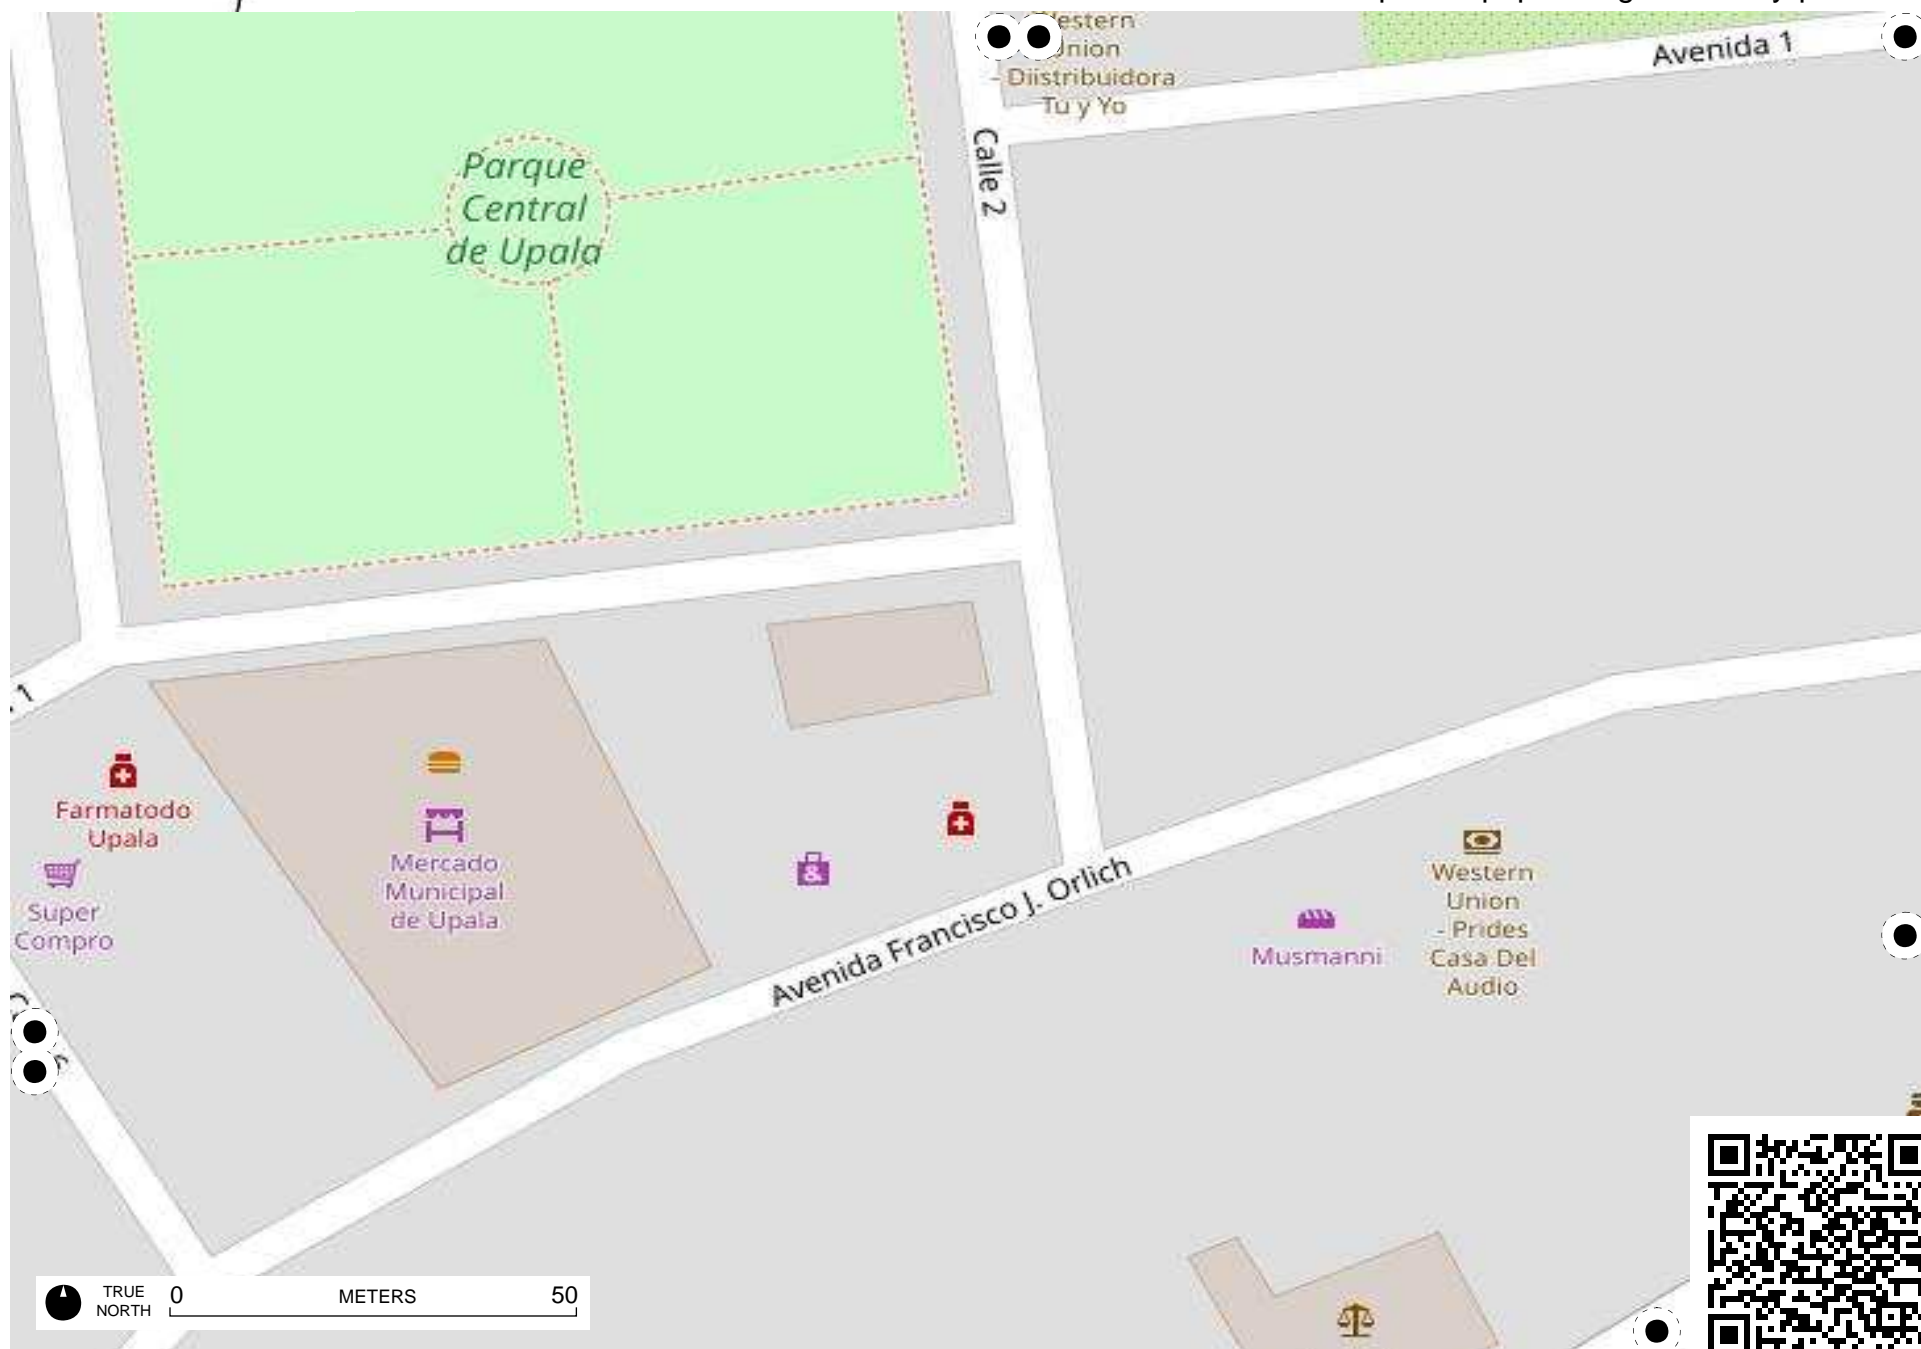 Western
Union
- Diistribuidora
Tu y Yo
Avenida 1
Calle 2
Parque
Central
de Upala
1
Farmatodo
Upala
Super
Compro
Mercado
Municipal
de Upala
Avenida Francisco J. Orlich
Musmanni
Western
Union
- Prides
Casa Del
Audio
TRUE
NORTH
0
METERS
50